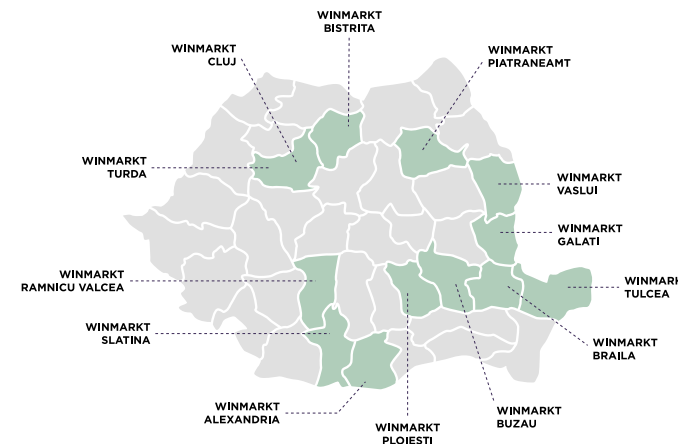 WINMARKT
BISTRITA
WINMARKT
CLUJ
WINMARKT
PIATRANEAMT
WINMARKT
TURDA
WINMARKT
VASLUI
WINMARKT
GALATI
WINMARKT
RAMNICU VALCEA
WINMARK
TULCEA
WINMARKT
SLATINA
WINMARKT
BRAILA
WINMARKT
ALEXANDRIA
WINMARKT
BUZAU
WINMARKT
PLOIESTI